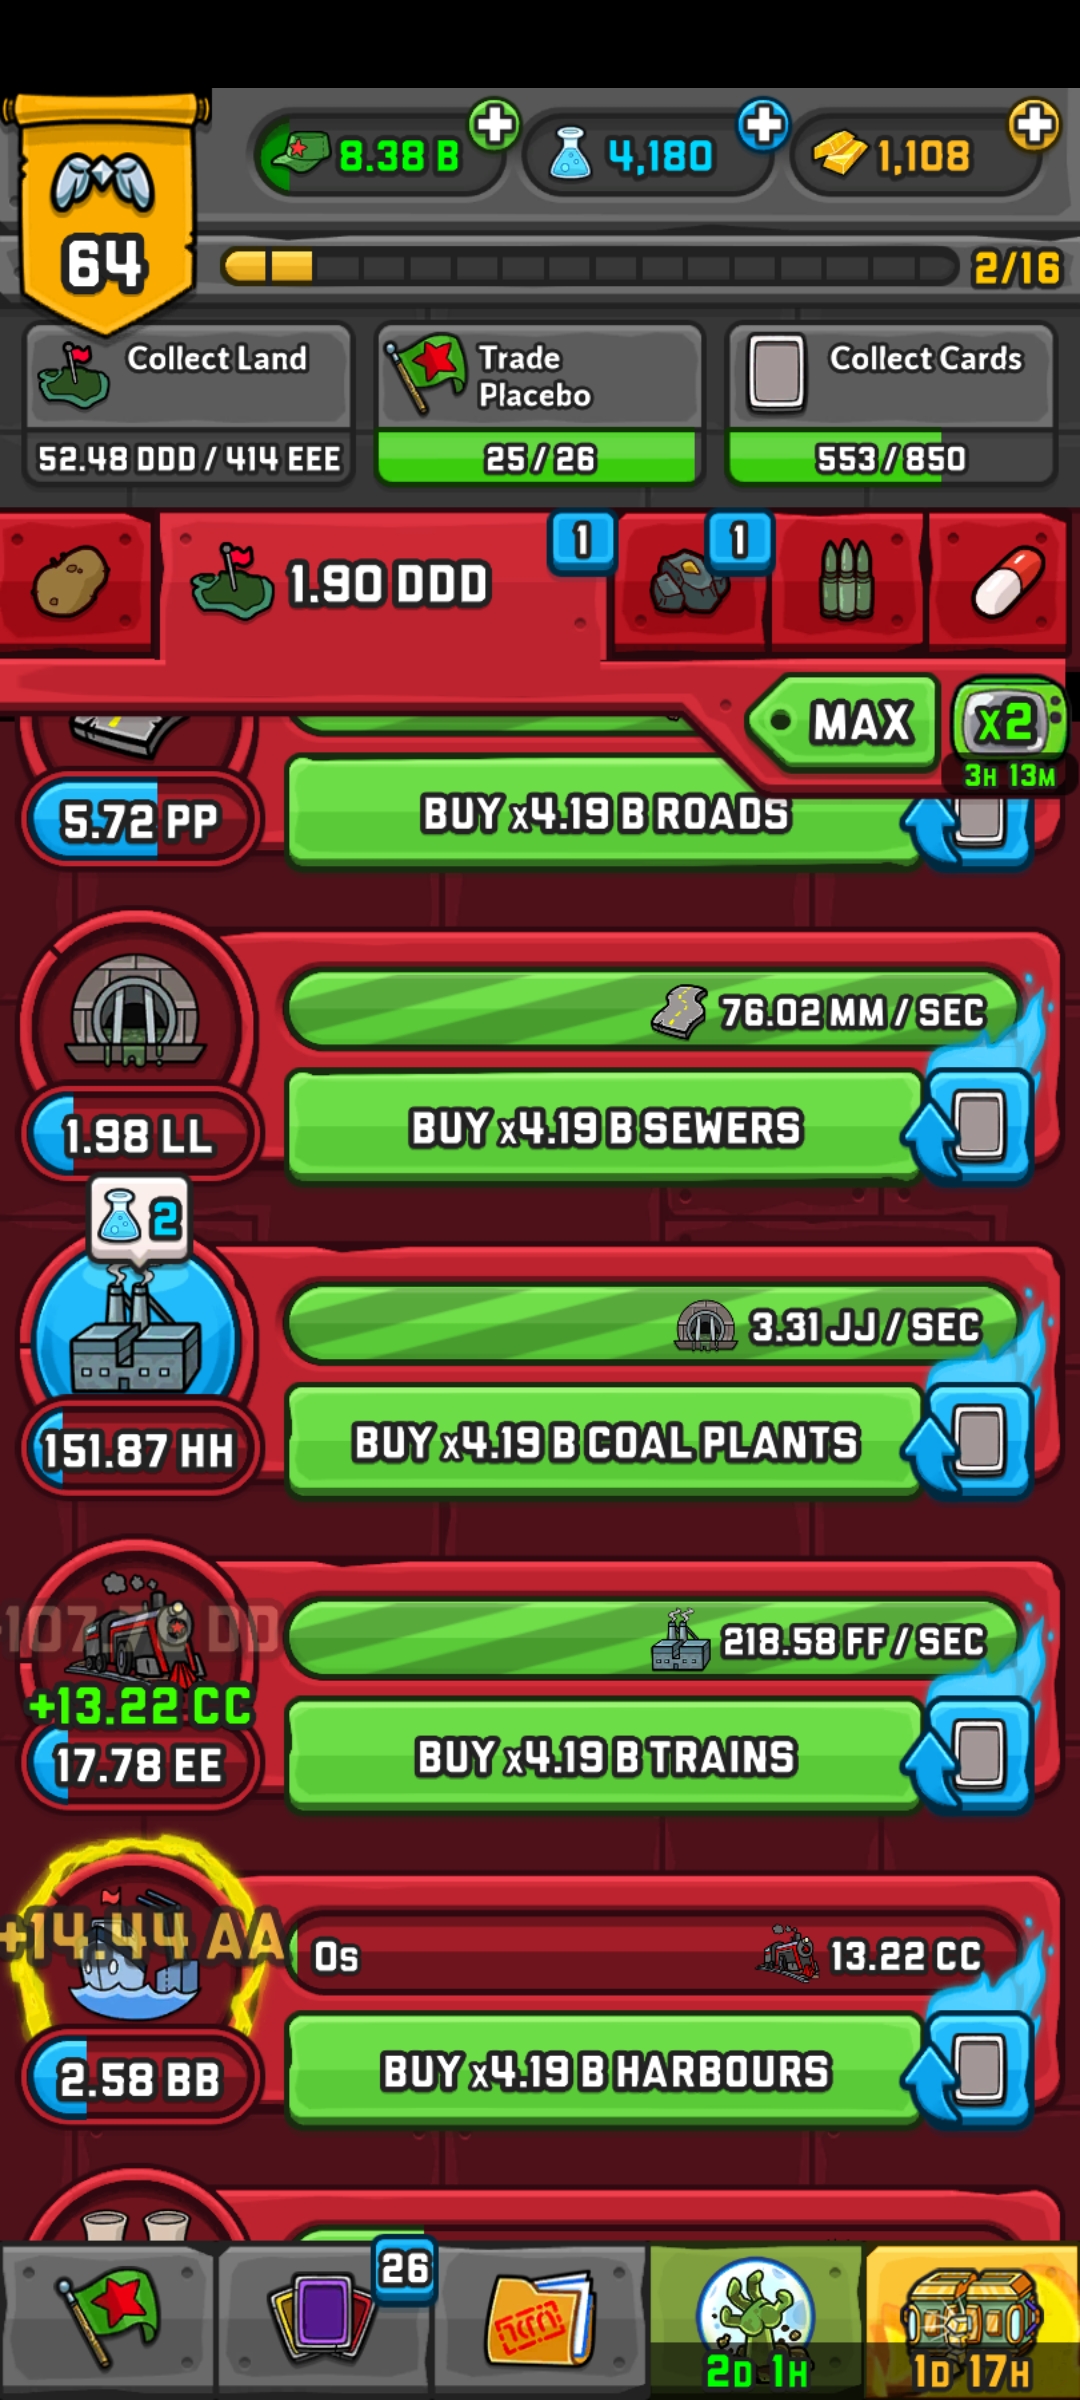 8.38 B
4,180
1,108
64
2/16
Collect Land
52.48 DDD / 414 EEE
Trade
Placebo
25 / 26
Collect Cards
553 / 850
1.90 DDD
1
1
MAX
x2
3H 13M
5.72 PP
BUY x4.19 B ROADS
76.02 MM / SEC
1.98 LL
BUY x4.19 B SEWERS
2
3.31 JJ / SEC
151.87 HH
BUY x4.19 B COAL PLANTS
218.58 FF / SEC
+13.22 CC
17.78 EE
BUY x4.19 B TRAINS
+14.44 AA
0s
13.22 CC
2.58 BB
BUY x4.19 B HARBOURS
26
2D 1H
1D 17H